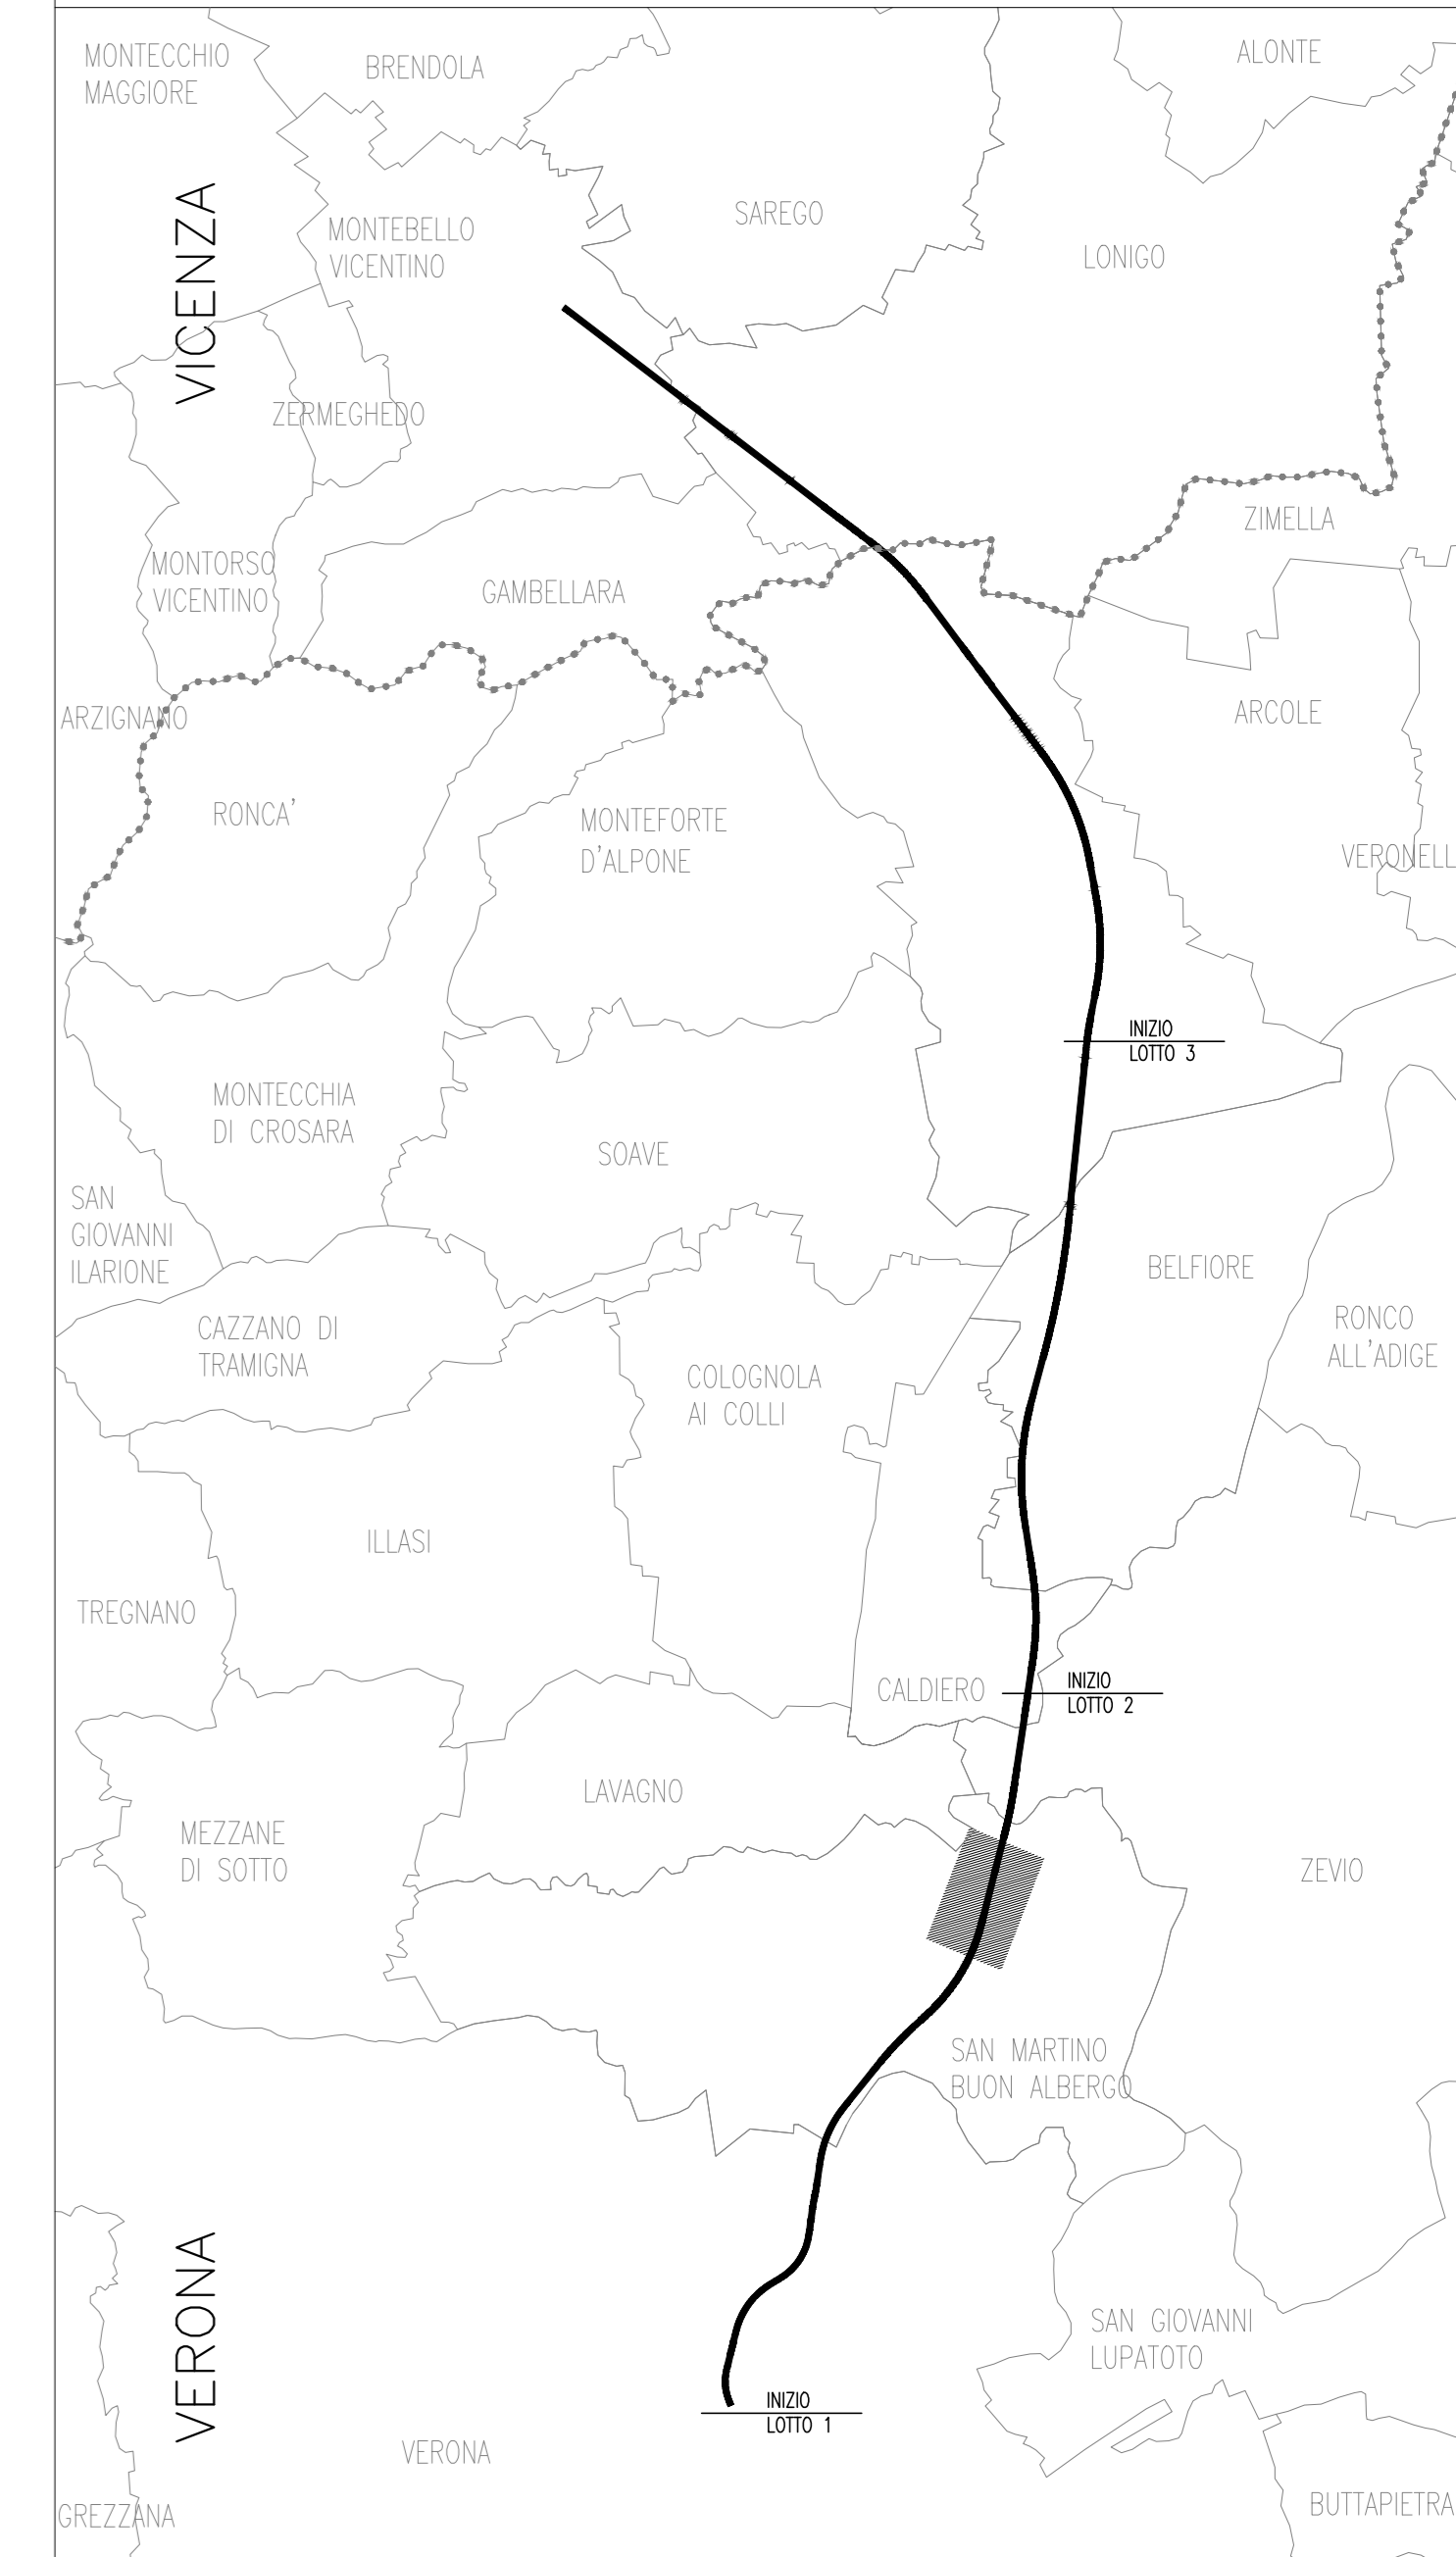 MONTECCHIO
MAGGIORE
BRENDOLA
ALONTE
VICENZA
MONTEBELLO
VICENTINO
SAREGO
LONIGO
ZERMEGHEDO
ZIMELLA
MONTORSO
VICENTINO
GAMBELLARA
ARZIGNANO
ARCOLE
RONCA'
MONTEFORTE
D'ALPONE
VERONELL
INIZIO
LOTTO 3
MONTECCHIA
DI CROSARA
SOAVE
SAN
GIOVANNI
ILARIONE
BELFIORE
CAZZANO DI
TRAMIGNA
RONCO
ALL'ADIGE
COLOGNOLA
AI COLLI
ILLASI
TREGNANO
CALDIERO
INIZIO
LOTTO 2
LAVAGNO
MEZZANE
DI SOTTO
ZEVIO
SAN MARTINO
BUON ALBERGO
VERONA
SAN GIOVANNI
LUPATOTO
INIZIO
LOTTO 1
VERONA
GREZZANA
BUTTAPIETRA